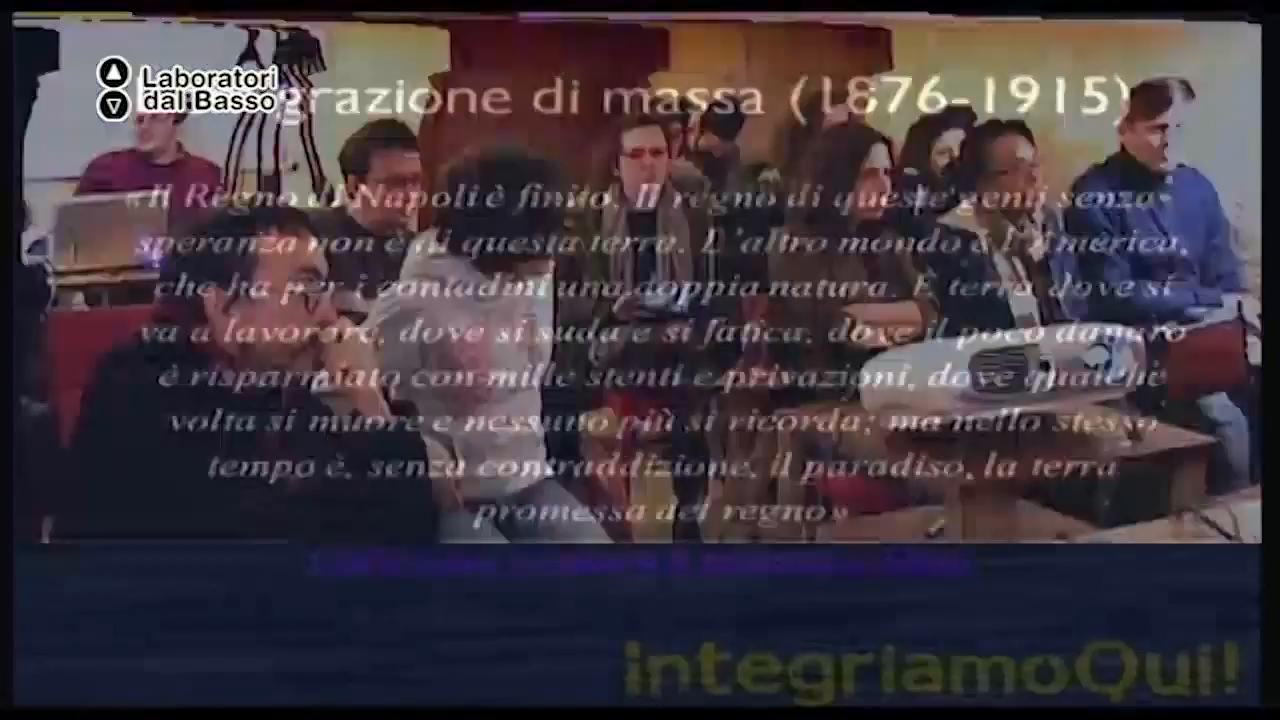 Laboratori
dal Basso
grazione di massa (1876-1915)
«Il Regno di Napoli è finito. Il regno di queste genti senza
speranza non è di questa terra. L'altro mondo è l'America,
che ha per i contadini una doppia natura. È terra dove si
va a lavorare, dove si suda e si fatica, dove il poco danaro
è risparmiato con mille stenti e privazioni, dove qualche
volta si muore e nessuno più si ricorda; ma nello stesso
tempo è, senza contraddizione, il paradiso, la terra
promessa del regno»
integriamoQui!